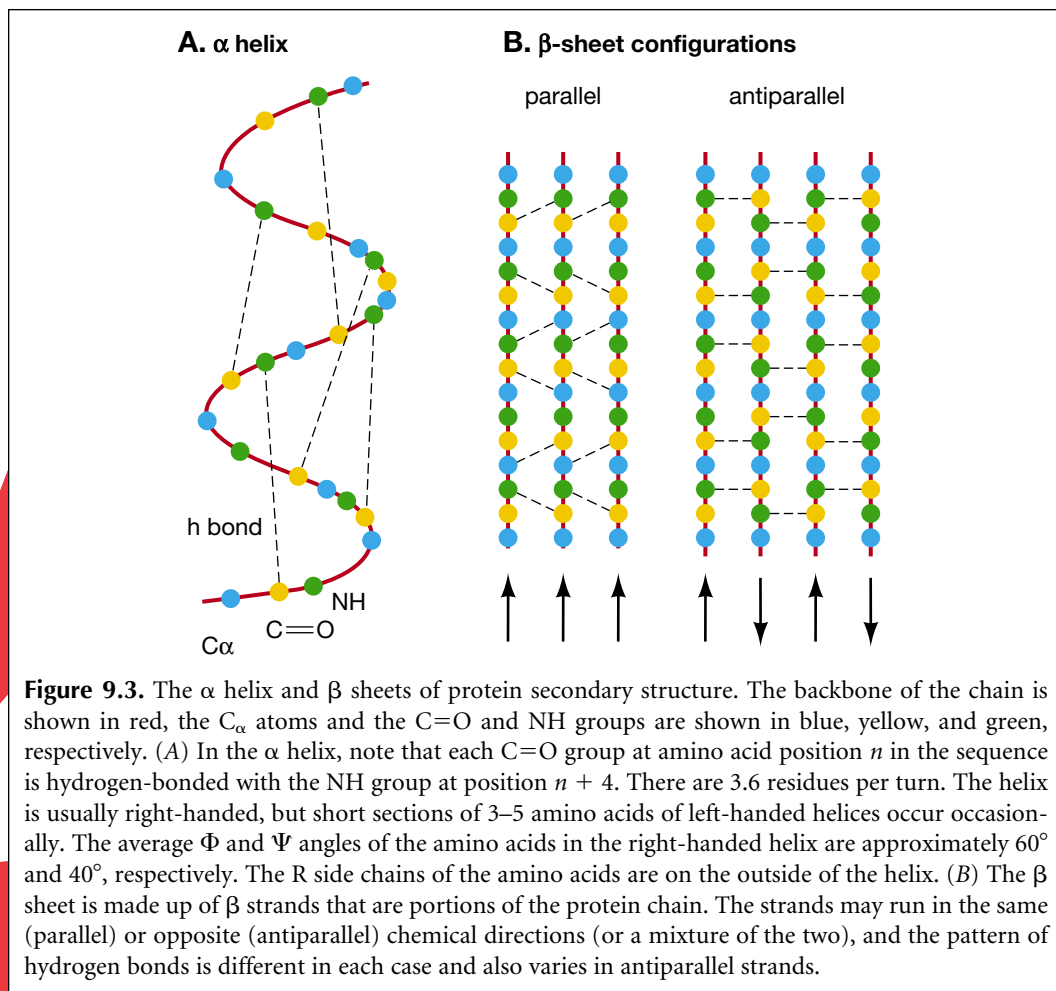 A. α helix
B. β-sheet configurations
parallel
antiparallel
h bond
NH
C=O
Cα
Figure 9.3. The α helix and β sheets of protein secondary structure. The backbone of the chain is
shown in red, the Cα atoms and the C=O and NH groups are shown in blue, yellow, and green,
respectively. (A) In the α helix, note that each C=O group at amino acid position n in the sequence
is hydrogen-bonded with the NH group at position n + 4. There are 3.6 residues per turn. The helix
is usually right-handed, but short sections of 3–5 amino acids of left-handed helices occur occasion-
ally. The average Φ and Ψ angles of the amino acids in the right-handed helix are approximately 60°
and 40°, respectively. The R side chains of the amino acids are on the outside of the helix. (B) The β
sheet is made up of β strands that are portions of the protein chain. The strands may run in the same
(parallel) or opposite (antiparallel) chemical directions (or a mixture of the two), and the pattern of
hydrogen bonds is different in each case and also varies in antiparallel strands.